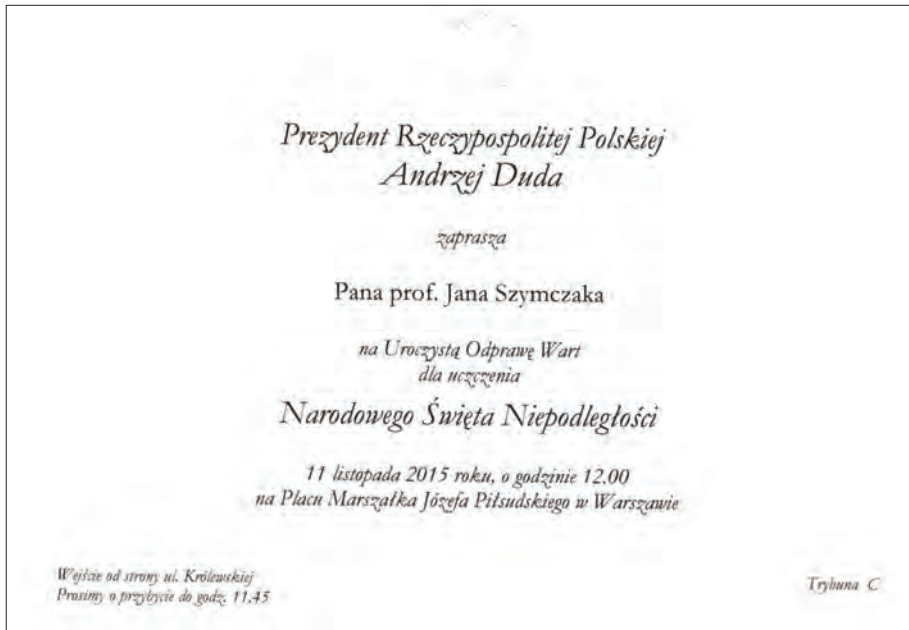 Prezydent Rzeczypospolitej Polskiej
Andrzej Duda
zaprasza
Pana prof. Jana Szymczaka
na Uroczystą Odprawę Wart
dla uczczenia
Narodowego Święta Niepodległości
11 listopada 2015 roku, o godzinie 12.00
na Placu Marszałka Józefa Piłsudskiego w Warszawie
Wejście od strony ul. Królewskiej
Prosimy o przybycie do godz. 11.45
Trybuna C